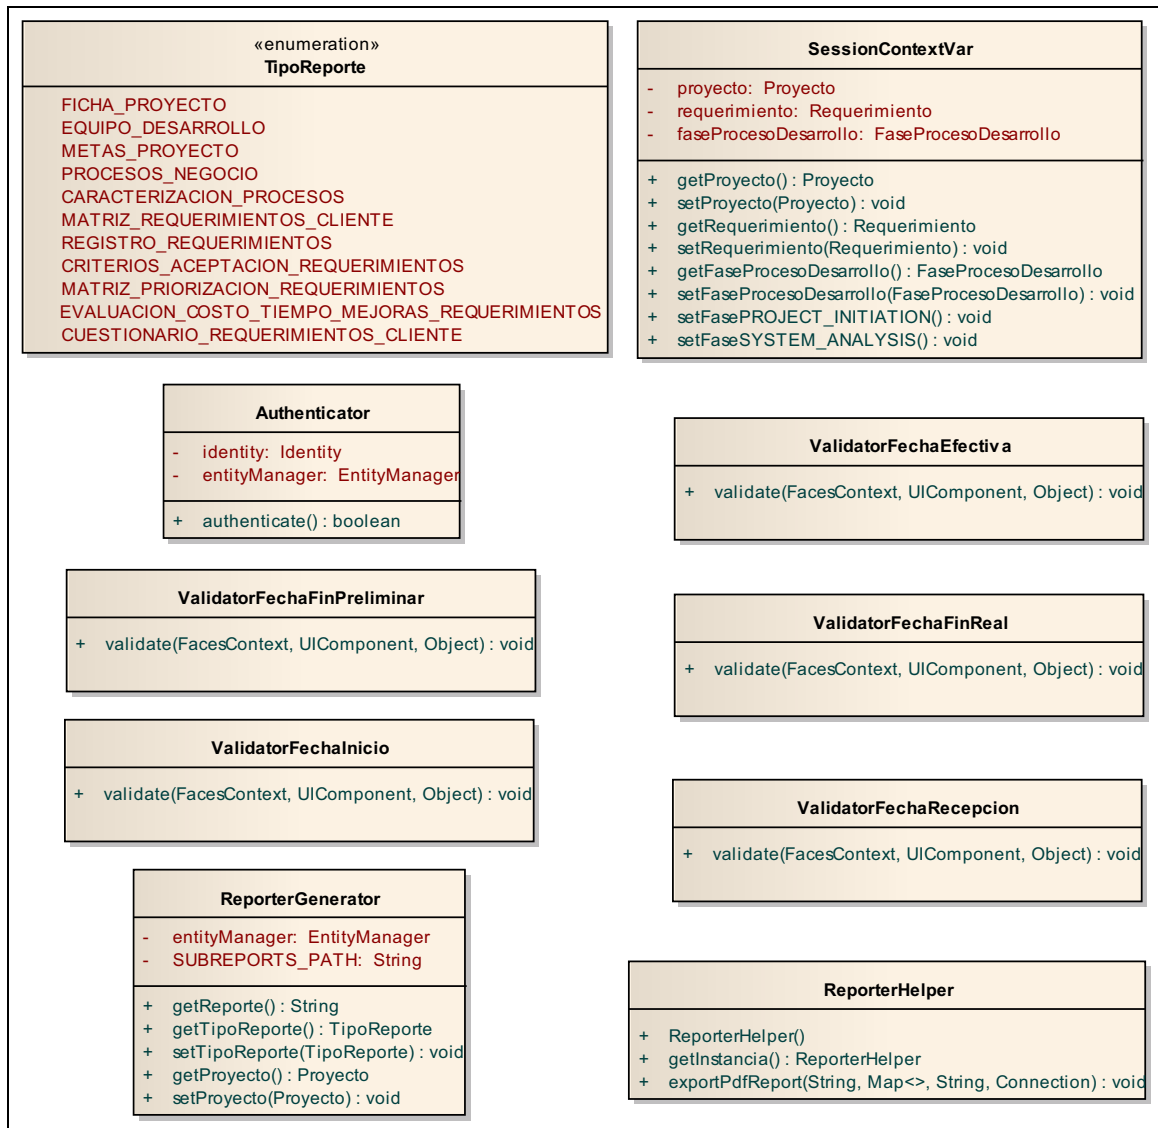 «enumeration»
TipoReporte
FICHA_PROYECTO
EQUIPO_DESARROLLO
METAS_PROYECTO
PROCESOS_NEGOCIO
CARACTERIZACION_PROCESOS
MATRIZ_REQUERIMIENTOS_CLIENTE
REGISTRO_REQUERIMIENTOS
CRITERIOS_ACEPTACION_REQUERIMIENTOS
MATRIZ_PRIORIZACION_REQUERIMIENTOS
EVALUACION_COSTO_TIEMPO_MEJORAS_REQUERIMIENTOS
CUESTIONARIO_REQUERIMIENTOS_CLIENTE
SessionContextVar
- proyecto: Proyecto
- requerimiento: Requerimiento
- faseProcesoDesarrollo: FaseProcesoDesarrollo
+ getProyecto() : Proyecto
+ setProyecto(Proyecto) : void
+ getRequerimiento() : Requerimiento
+ setRequerimiento(Requerimiento) : void
+ getFaseProcesoDesarrollo() : FaseProcesoDesarrollo
+ setFaseProcesoDesarrollo(FaseProcesoDesarrollo) : void
+ setFasePROJECT_INITIATION() : void
+ setFaseSYSTEM_ANALYSIS() : void
Authenticator
- identity: Identity
- entityManager: EntityManager
+ authenticate() : boolean
ValidatorFechaEfectiva
+ validate(FacesContext, UIComponent, Object) : void
ValidatorFechaFinPreliminar
+ validate(FacesContext, UIComponent, Object) : void
ValidatorFechaFinReal
+ validate(FacesContext, UIComponent, Object) : void
ValidatorFechaInicio
+ validate(FacesContext, UIComponent, Object) : void
ValidatorFechaRecepcion
+ validate(FacesContext, UIComponent, Object) : void
ReporterGenerator
- entityManager: EntityManager
- SUBREPORTS_PATH: String
+ getReporte() : String
+ getTipoReporte() : TipoReporte
+ setTipoReporte(TipoReporte) : void
+ getProyecto() : Proyecto
+ setProyecto(Proyecto) : void
ReporterHelper
+ ReporterHelper()
+ getInstancia() : ReporterHelper
+ exportPdfReport(String, Map<>, String, Connection) : void